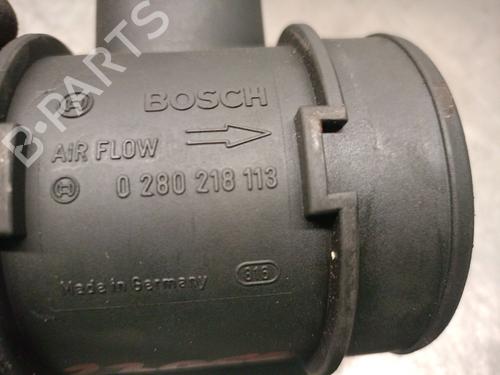 BOSCH
AIR FLOW
0 280 218 113
Made in Germany
816
B-PARTS